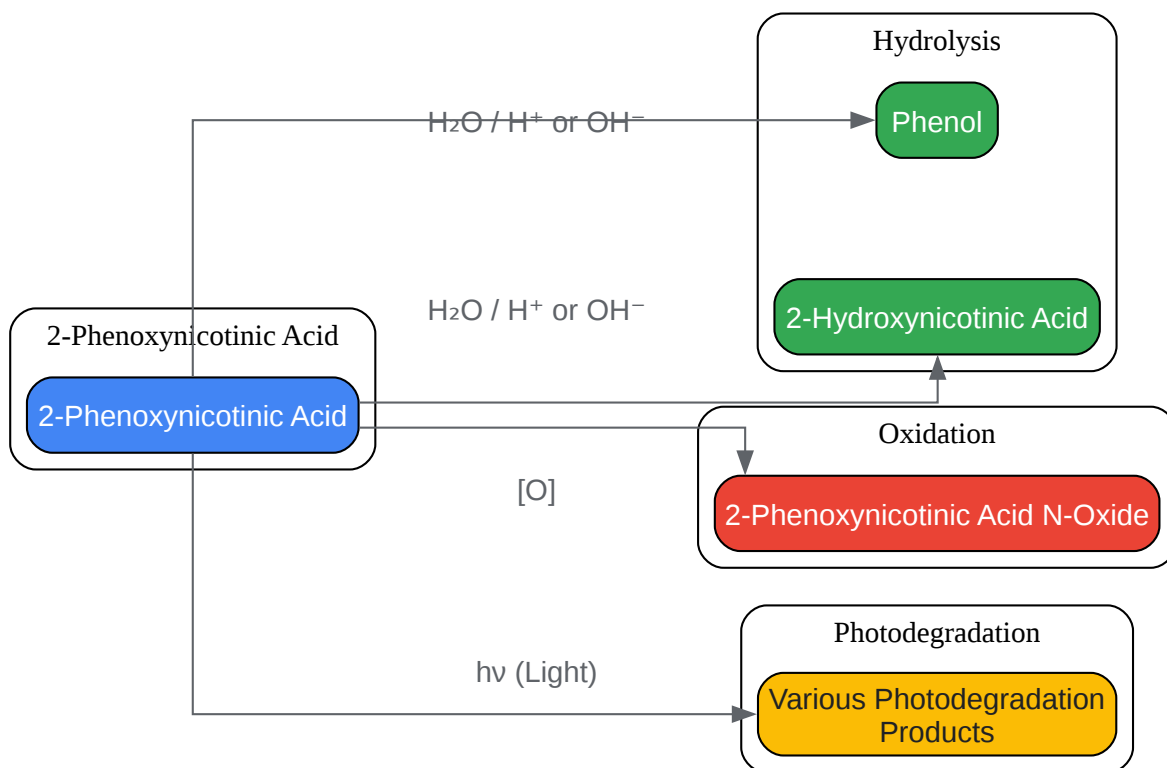 Hydrolysis
H₂O / H⁺ or OH⁻
Phenol
H₂O / H⁺ or OH⁻
2-Hydroxynicotinic Acid
2-Phenoxynicotinic Acid
2-Phenoxynicotinic Acid
Oxidation
[O]
2-Phenoxynicotinic Acid N-Oxide
Photodegradation
hν (Light)
Various Photodegradation
Products